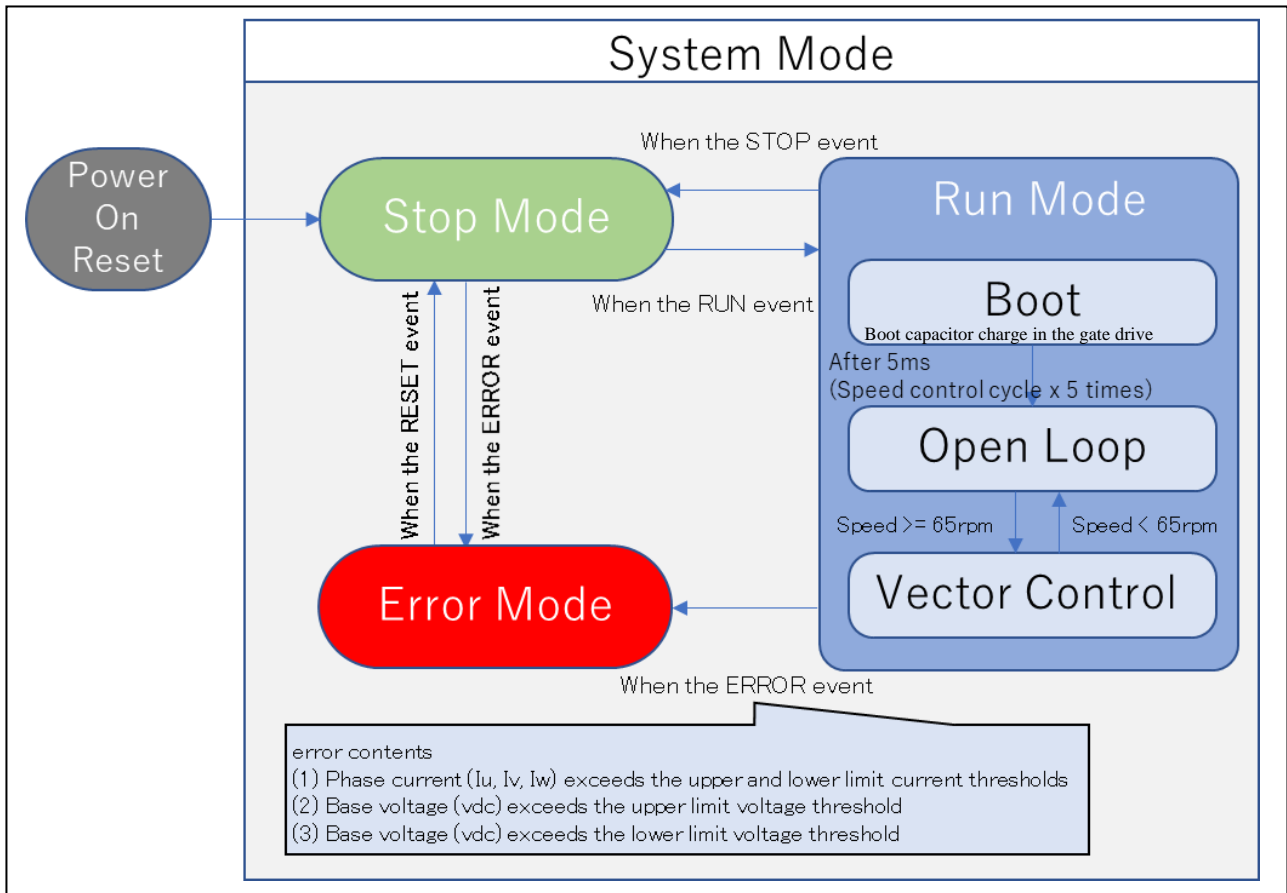 System Mode
Power
On
Reset
When the STOP event
Stop Mode
Run Mode
When the RUN event
Boot
Boot capacitor charge in the gate drive
After 5ms
(Speed control cycle x 5 times)
Open Loop
Speed >= 65rpm
Speed < 65rpm
Vector Control
When the RESET event
When the ERROR event
Error Mode
When the ERROR event
error contents
(1) Phase current (Iu, Iv, Iw) exceeds the upper and lower limit current thresholds
(2) Base voltage (vdc) exceeds the upper limit voltage threshold
(3) Base voltage (vdc) exceeds the lower limit voltage threshold